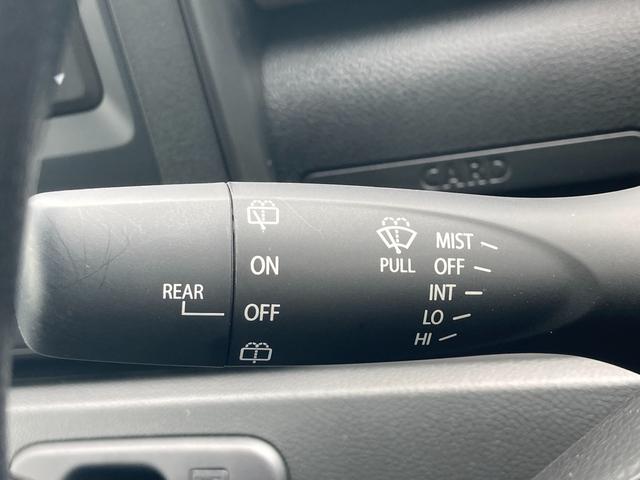 CARD
MIST
PULL OFF
ON
INT
REAR
OFF
LO
HI